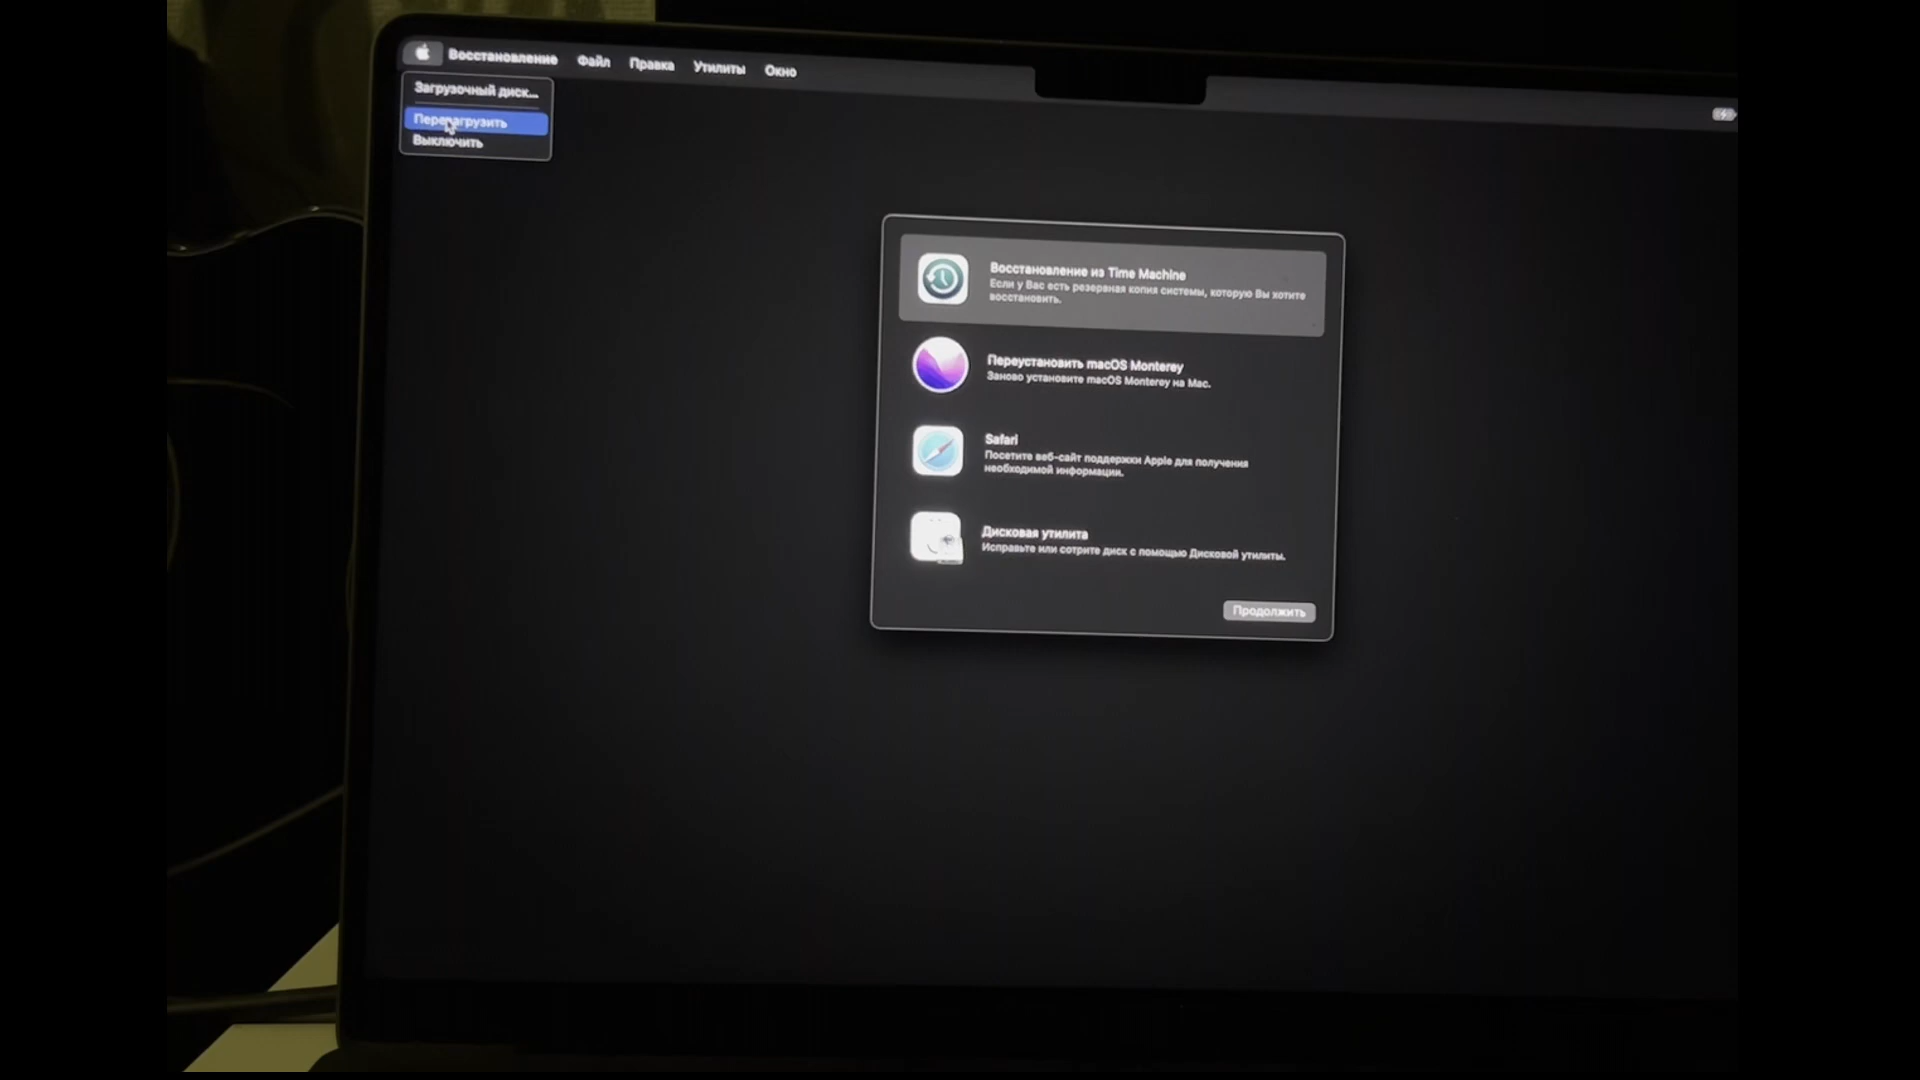 Восстановление Файл Правка Утилиты Окно
Загрузочный диск...
Перезагрузить
Выключить
Восстановление из Time Machine
Если у Вас есть резервная копия системы, которую Вы хотите
восстановить.
Переустановить macOS Monterey
Заново установите macOS Monterey на Mac.
Safari
Посетите веб-сайт поддержки Apple для получения
необходимой информации.
Дисковая утилита
Исправьте или сотрите диск с помощью Дисковой утилиты.
Продолжить